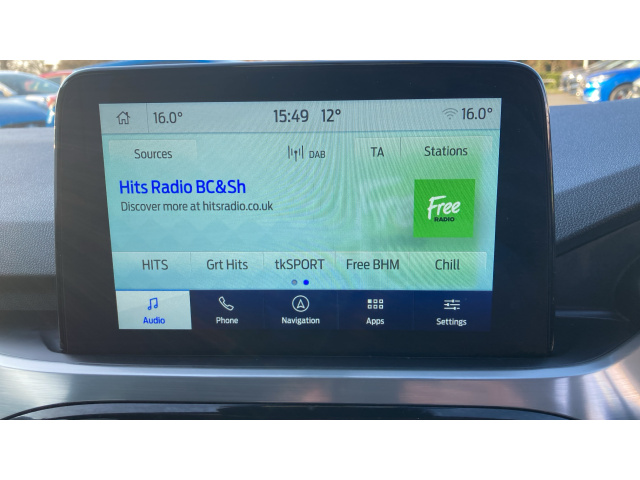 16.0° 15:49 12° 16.0°
Sources DAB TA Stations
Hits Radio BC&Sh
Discover more at hitsradio.co.uk
Free
RADIO
HITS Grt Hits tkSPORT Free BHM Chill
Audio Phone Navigation Apps Settings